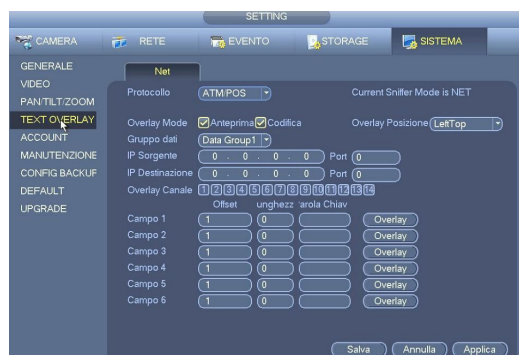 SETTING
CAMERA RETE EVENTO STORAGE SISTEMA
GENERALE
VIDEO
PAN/TILT/ZOOM
TEXT OVERLAY
ACCOUNT
MANUTENZIONE
CONFIG BACKUF
DEFAULT
UPGRADE
Net
Protocollo ATM/POS Current Sniffer Mode is NET
Overlay Mode Anteprima Codifica Overlay Posizione LeftTop
Gruppo dati Data Group1
IP Sorgente 0 . 0 . 0 . 0 Port 0
IP Destinazione 0 . 0 . 0 . 0 Port 0
Overlay Canale 1 2 3 4 5 6 7 8 9 10 11 12 13 14
Offset unghezz arola Chiav
Campo 1 1 0 Overlay
Campo 2 1 0 Overlay
Campo 3 1 0 Overlay
Campo 4 1 0 Overlay
Campo 5 1 0 Overlay
Campo 6 1 0 Overlay
Salva Annulla Applica